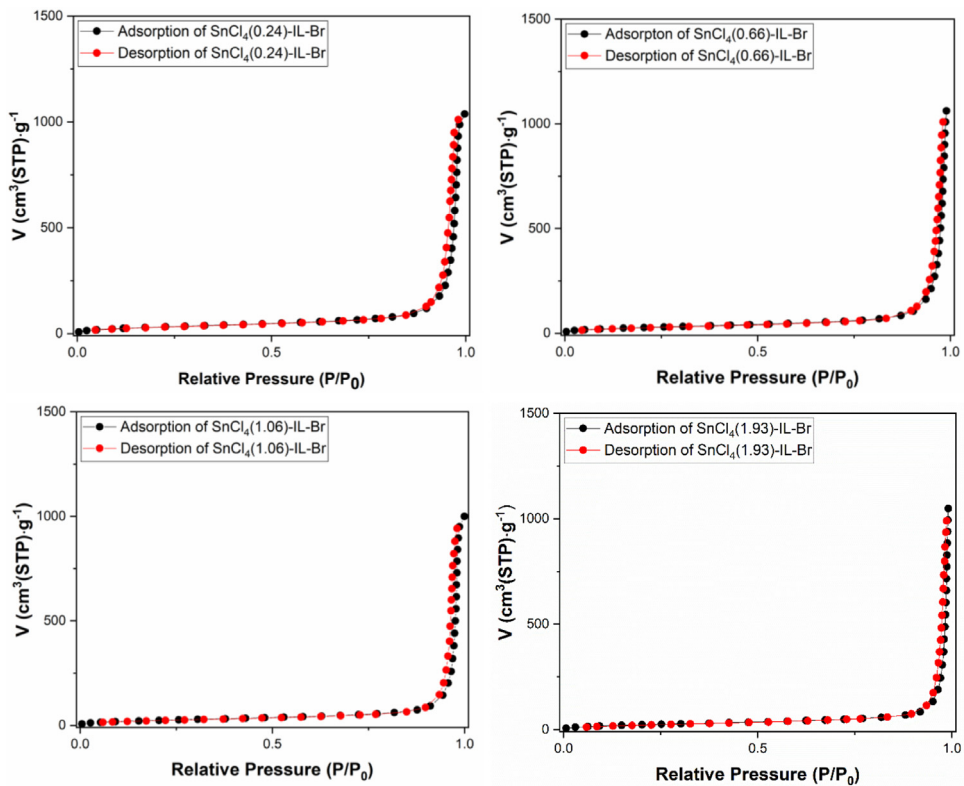 Adsorption of SnCl₄(0.24)-IL-Br
Desorption of SnCl₄(0.24)-IL-Br
1500
1000
500
0
0.0
0.5
1.0
V (cm³(STP)·g⁻¹)
Relative Pressure (P/P₀)
Adsorpton of SnCl₄(0.66)-IL-Br
Desorption of SnCl₄(0.66)-IL-Br
1500
1000
500
0
0.0
0.5
1.0
V (cm³(STP)·g⁻¹)
Relative Pressure (P/P₀)
Adsorption of SnCl₄(1.06)-IL-Br
Desorption of SnCl₄(1.06)-IL-Br
1500
1000
500
0
0.0
0.5
1.0
V (cm³(STP)·g⁻¹)
Relative Pressure (P/P₀)
Adsorption of SnCl₄(1.93)-IL-Br
Desorption of SnCl₄(1.93)-IL-Br
1500
1000
500
0
0.0
0.5
1.0
V (cm³(STP)·g⁻¹)
Relative Pressure (P/P₀)